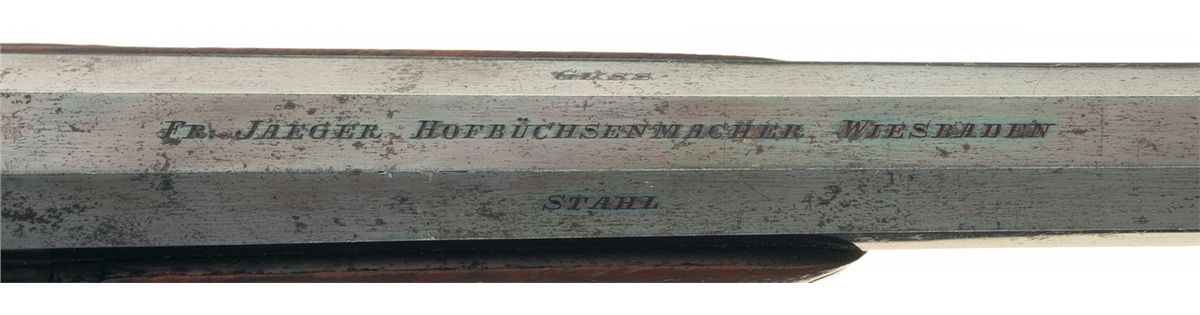 GUSS
FR. JAEGER HOFBÜCHSENMACHER WIESBADEN
STAHL